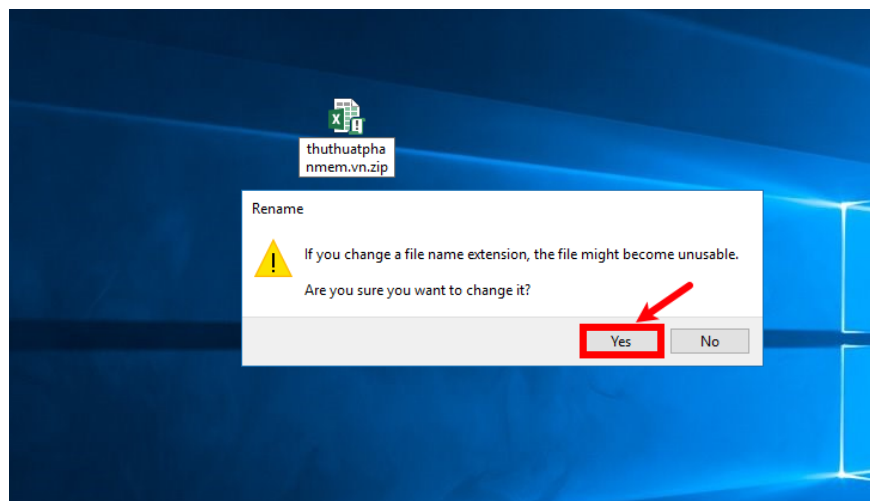 thuthuatpha
nmem.vn.zip
Rename
If you change a file name extension, the file might become unusable.
Are you sure you want to change it?
Yes
No